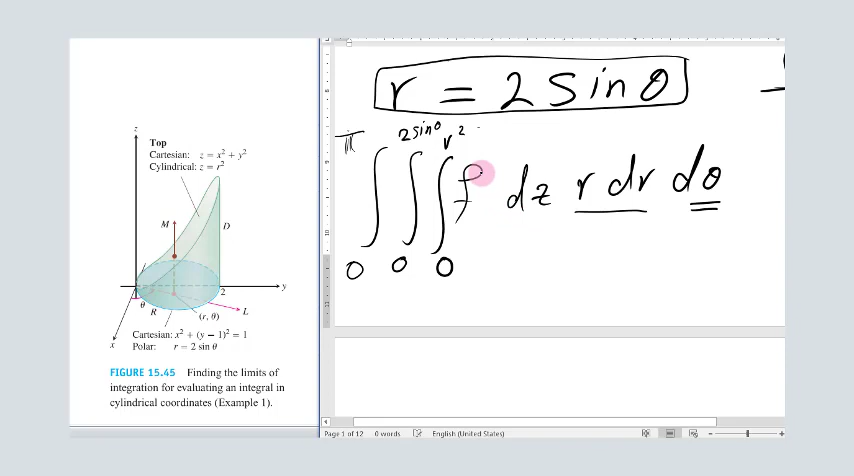 z
Top
Cartesian: z = x² + y²
Cylindrical: z = r²
M
D
y
2
θ
R
L
(r, θ)
Cartesian: x² + (y − 1)² = 1
x
Polar: r = 2 sin θ
FIGURE 15.45 Finding the limits of
integration for evaluating an integral in
cylindrical coordinates (Example 1).
r = 2 sin θ
π 2 sin θ r²
∫ ∫ ∫ f dz r dr dθ
0 0 0
Page 1 of 12 0 words English (United States)